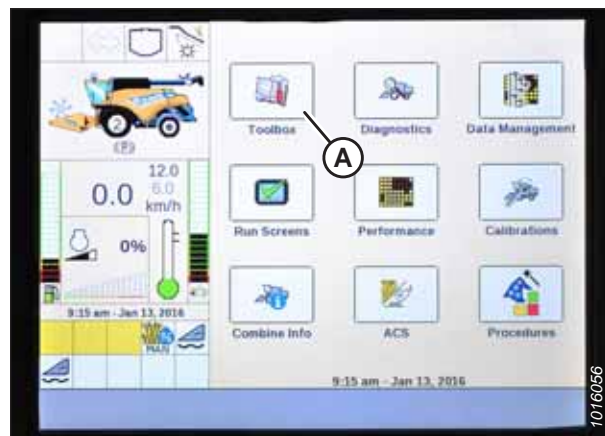 2
(P)
12.0
0.0
6.0
km/h
0%
9:15 am - Jan 13, 2016
MAN
Toolbox
Diagnostics
Data Management
A
Run Screens
Performance
Calibrations
Combine Info
ACS
Procedures
9:15 am - Jan 13, 2016
1016056